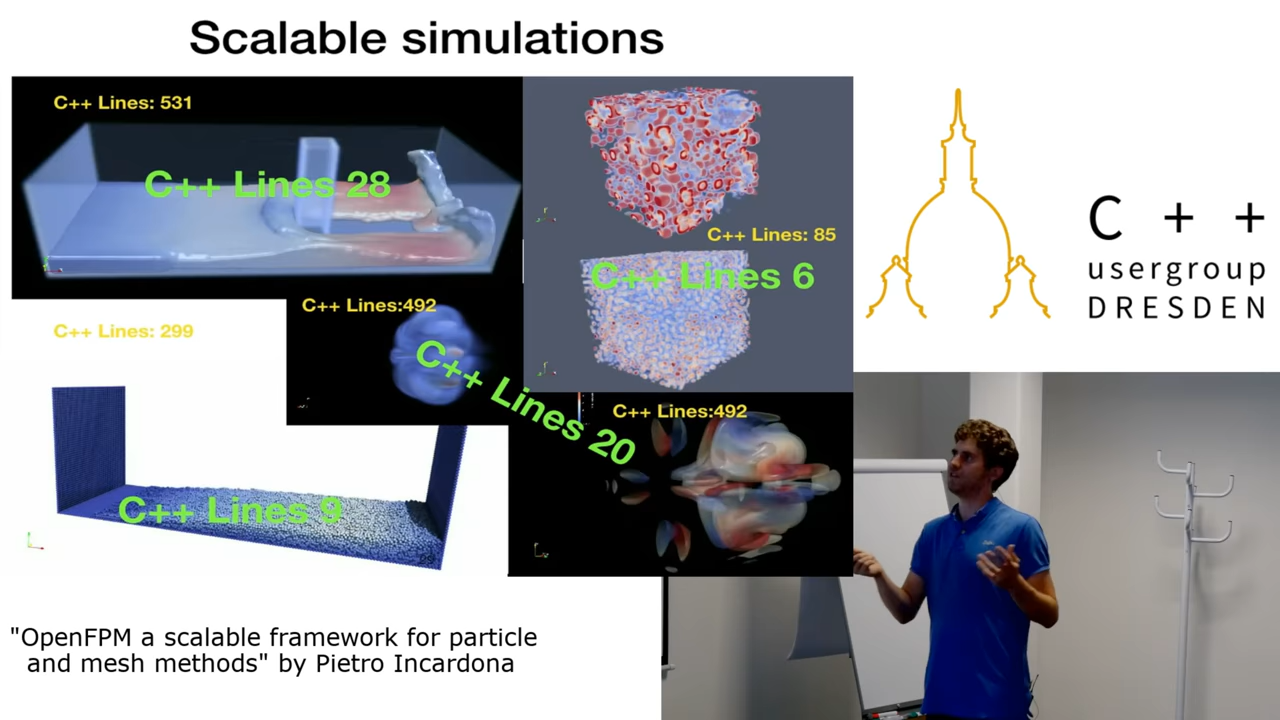 Scalable simulations
C++ Lines: 531
C++ Lines 28
C++ Lines: 85
C++ Lines 6
C++ Lines:492
C++ Lines 20
C++ Lines: 299
C++ Lines 9
C++ Lines:492
"OpenFPM a scalable framework for particle
and mesh methods" by Pietro Incardona
C + +
usergroup
DRESDEN